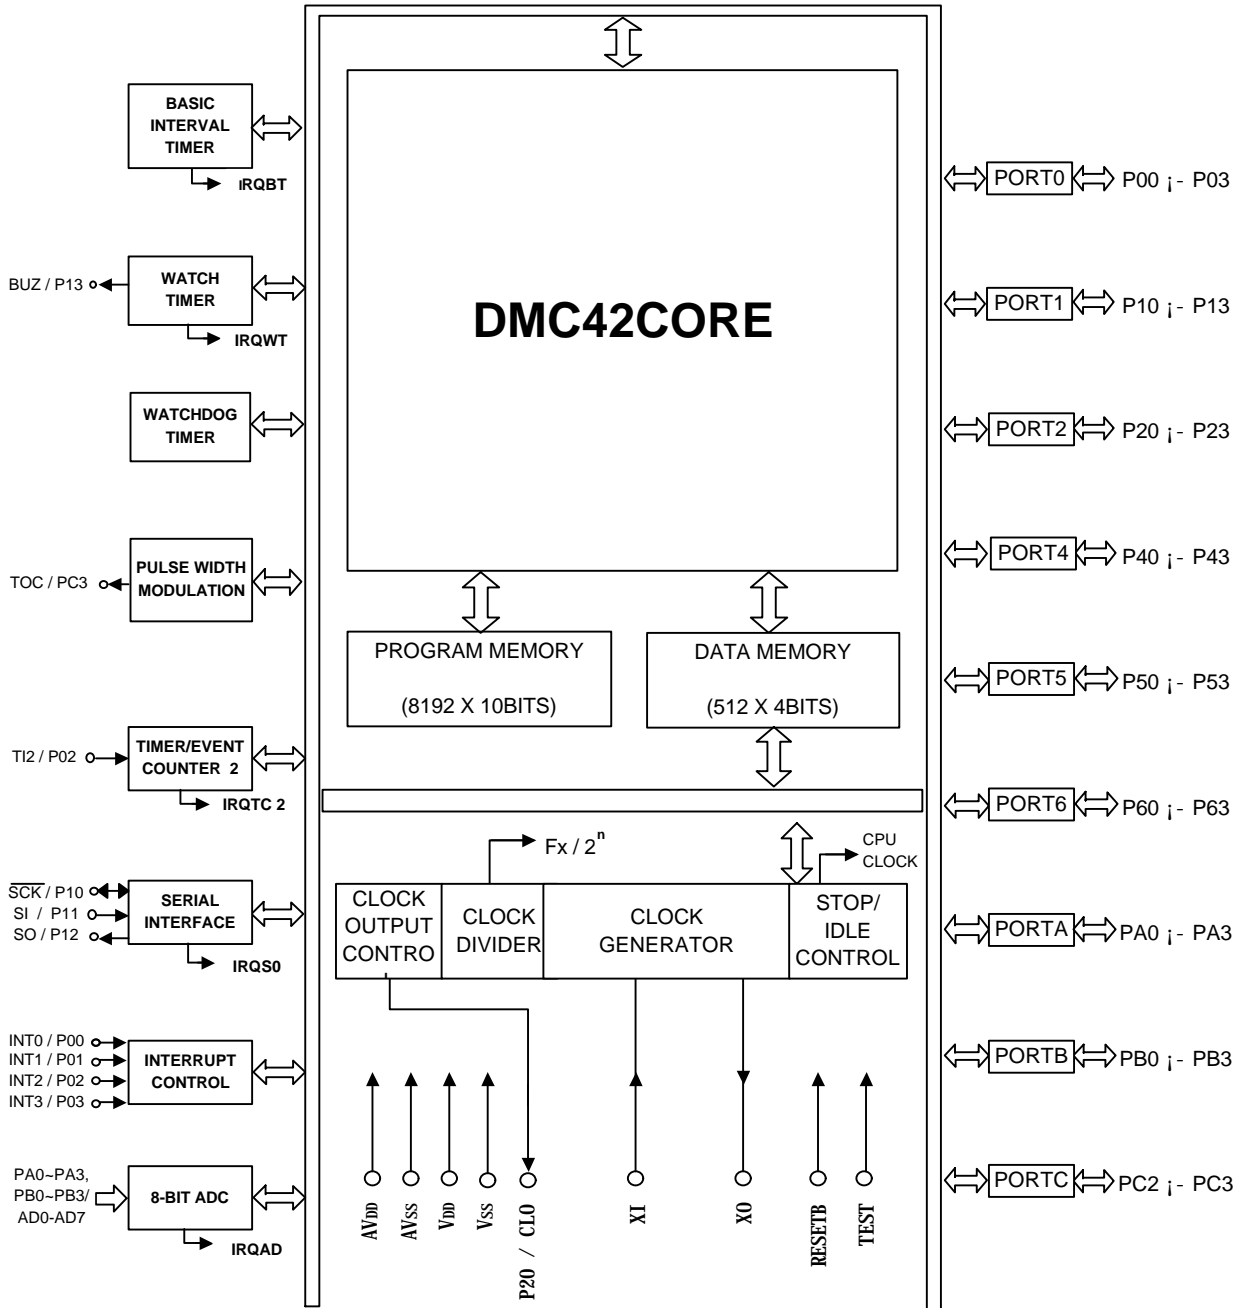 BASIC
INTERVAL
TIMER
IRQBT
BUZ / P13
WATCH
TIMER
IRQWT
WATCHDOG
TIMER
TOC / PC3
PULSE WIDTH
MODULATION
TI2 / P02
TIMER/EVENT
COUNTER 2
IRQTC 2
SCK / P10
SI / P11
SO / P12
SERIAL
INTERFACE
IRQS0
INT0 / P00
INT1 / P01
INT2 / P02
INT3 / P03
INTERRUPT
CONTROL
PA0~PA3,
PB0~PB3/
AD0-AD7
8-BIT ADC
IRQAD
DMC42CORE
PROGRAM MEMORY
(8192 X 10BITS)
DATA MEMORY
(512 X 4BITS)
Fx / 2ⁿ
CPU
CLOCK
CLOCK
OUTPUT
CONTRO
CLOCK
DIVIDER
CLOCK
GENERATOR
STOP/
IDLE
CONTROL
AVDD
AVSS
VDD
VSS
P20 / CLO
XI
XO
RESETB
TEST
PORT0 P00 ¡- P03
PORT1 P10 ¡- P13
PORT2 P20 ¡- P23
PORT4 P40 ¡- P43
PORT5 P50 ¡- P53
PORT6 P60 ¡- P63
PORTA PA0 ¡- PA3
PORTB PB0 ¡- PB3
PORTC PC2 ¡- PC3